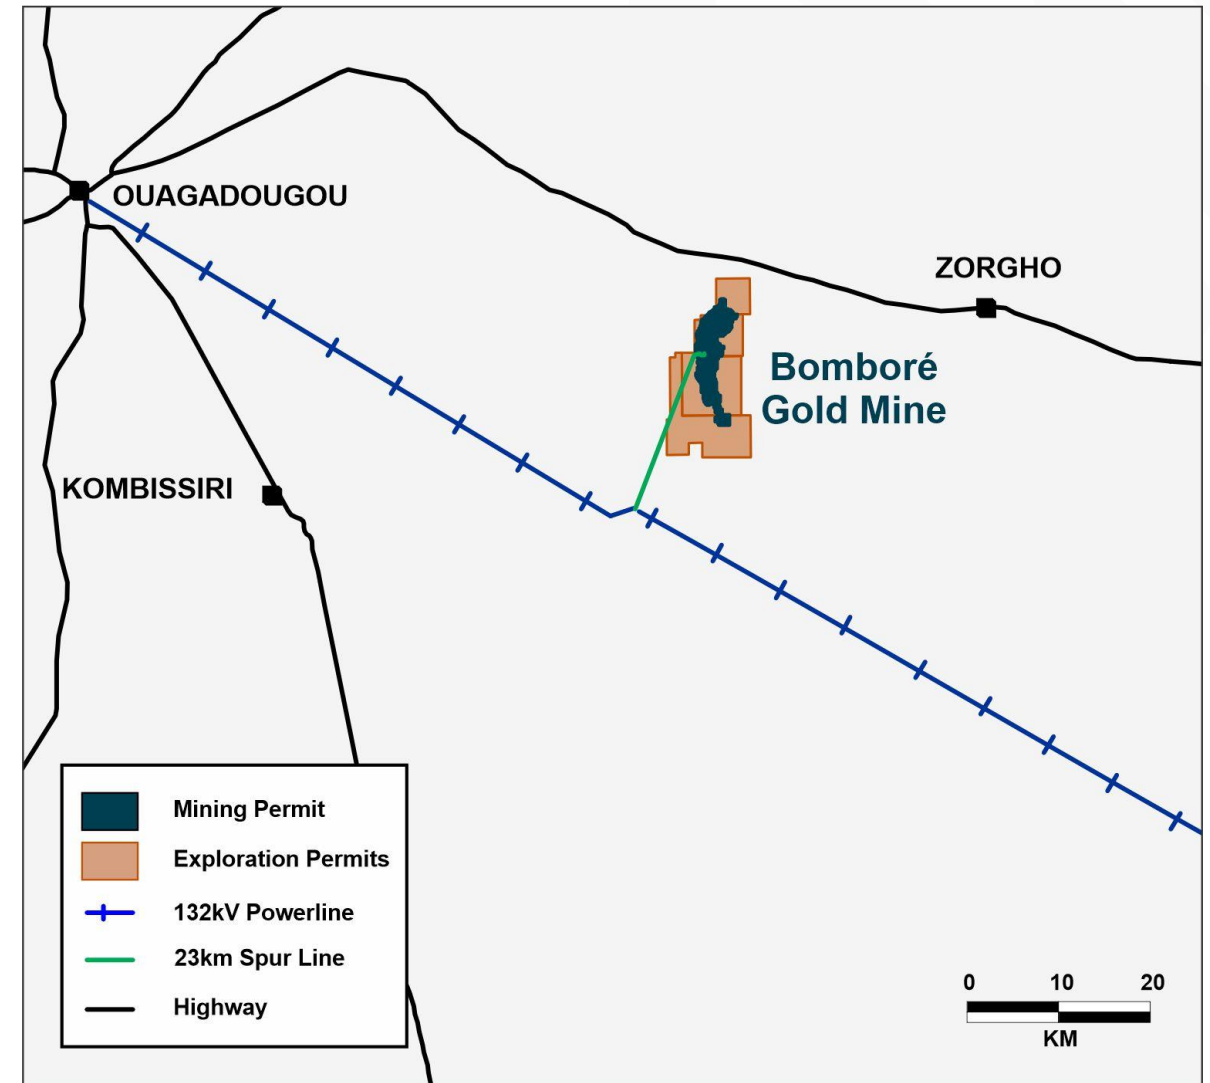 OUAGADOUGOU
ZORGHO
Bomboré
Gold Mine
KOMBISSIRI
Mining Permit
Exploration Permits
132kV Powerline
23km Spur Line
Highway
0 10 20
KM